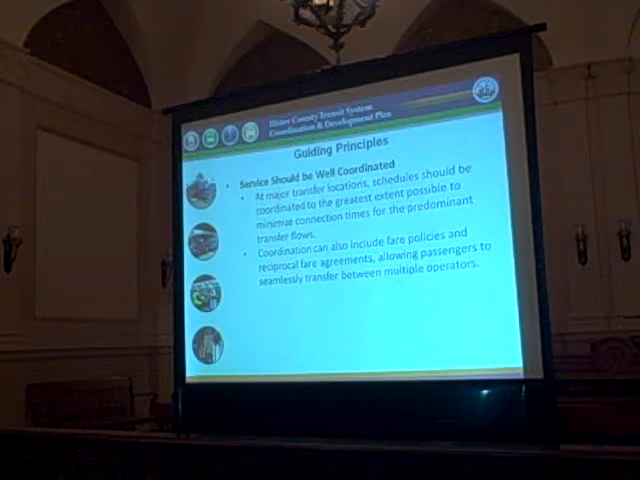 Ulster County Transit System
Coordination & Development Plan
Guiding Principles
• Service Should be Well Coordinated
• At major transfer locations, schedules should be
coordinated to the greatest extent possible to
minimize connection times for the predominant
transfer flows.
• Coordination can also include fare policies and
reciprocal fare agreements, allowing passengers to
seamlessly transfer between multiple operators.